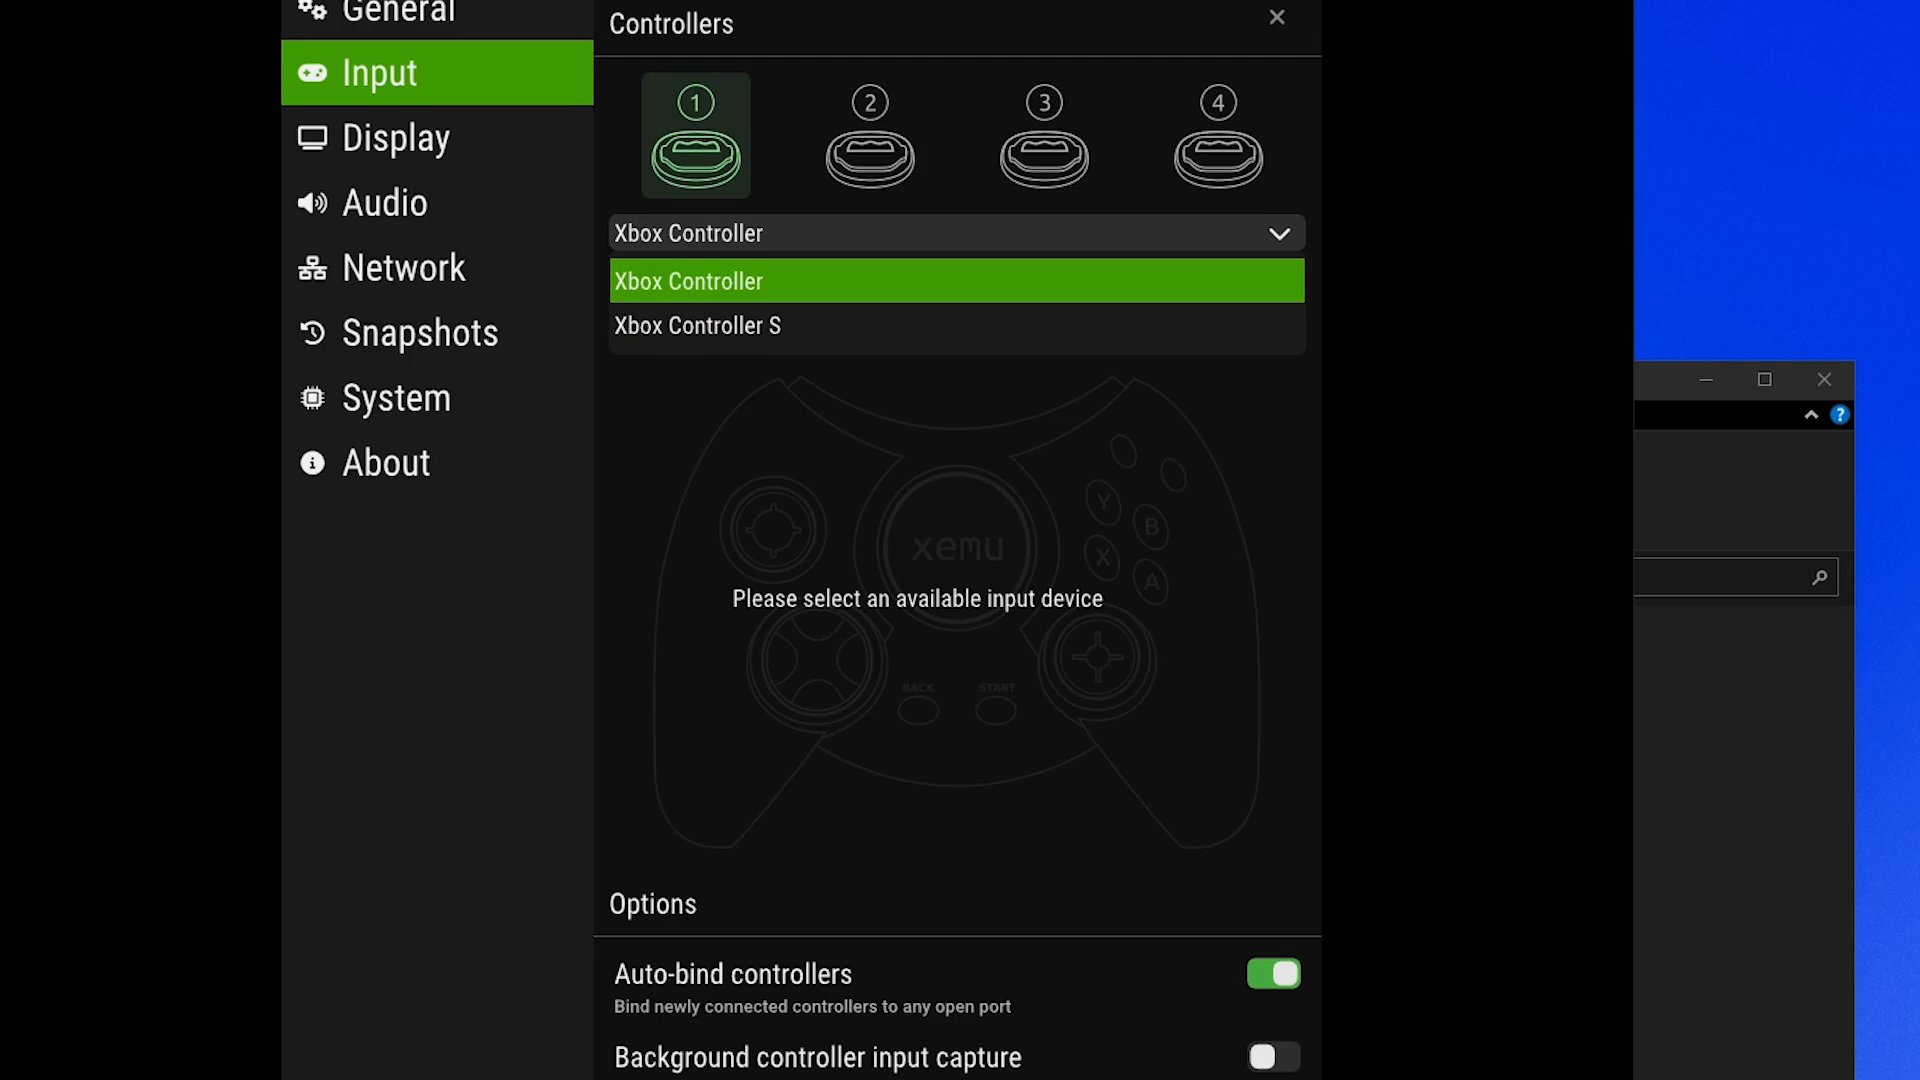 General
Input
Display
Audio
Network
Snapshots
System
About
Controllers
1
2
3
4
Xbox Controller
Xbox Controller
Xbox Controller S
Y
B
X
A
xemu
Please select an available input device
BACK
START
Options
Auto-bind controllers
Bind newly connected controllers to any open port
Background controller input capture
?